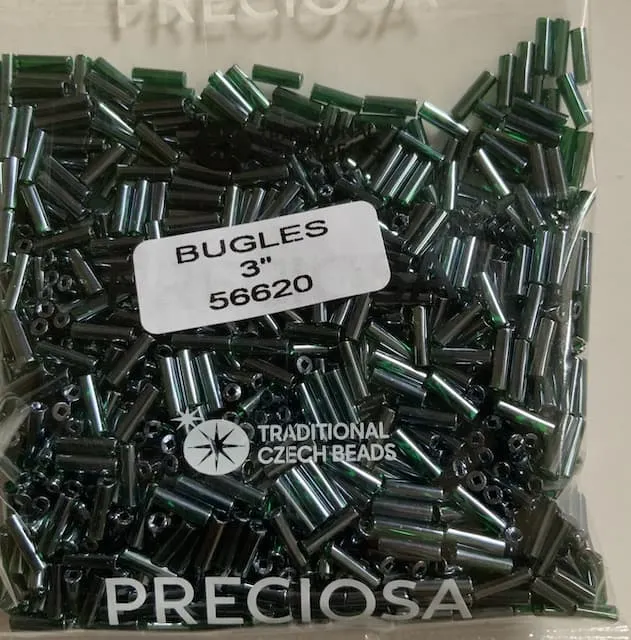 PRECIOSA
BUGLES
3"
56620
TRADITIONAL
CZECH BEADS
PRECIOSA